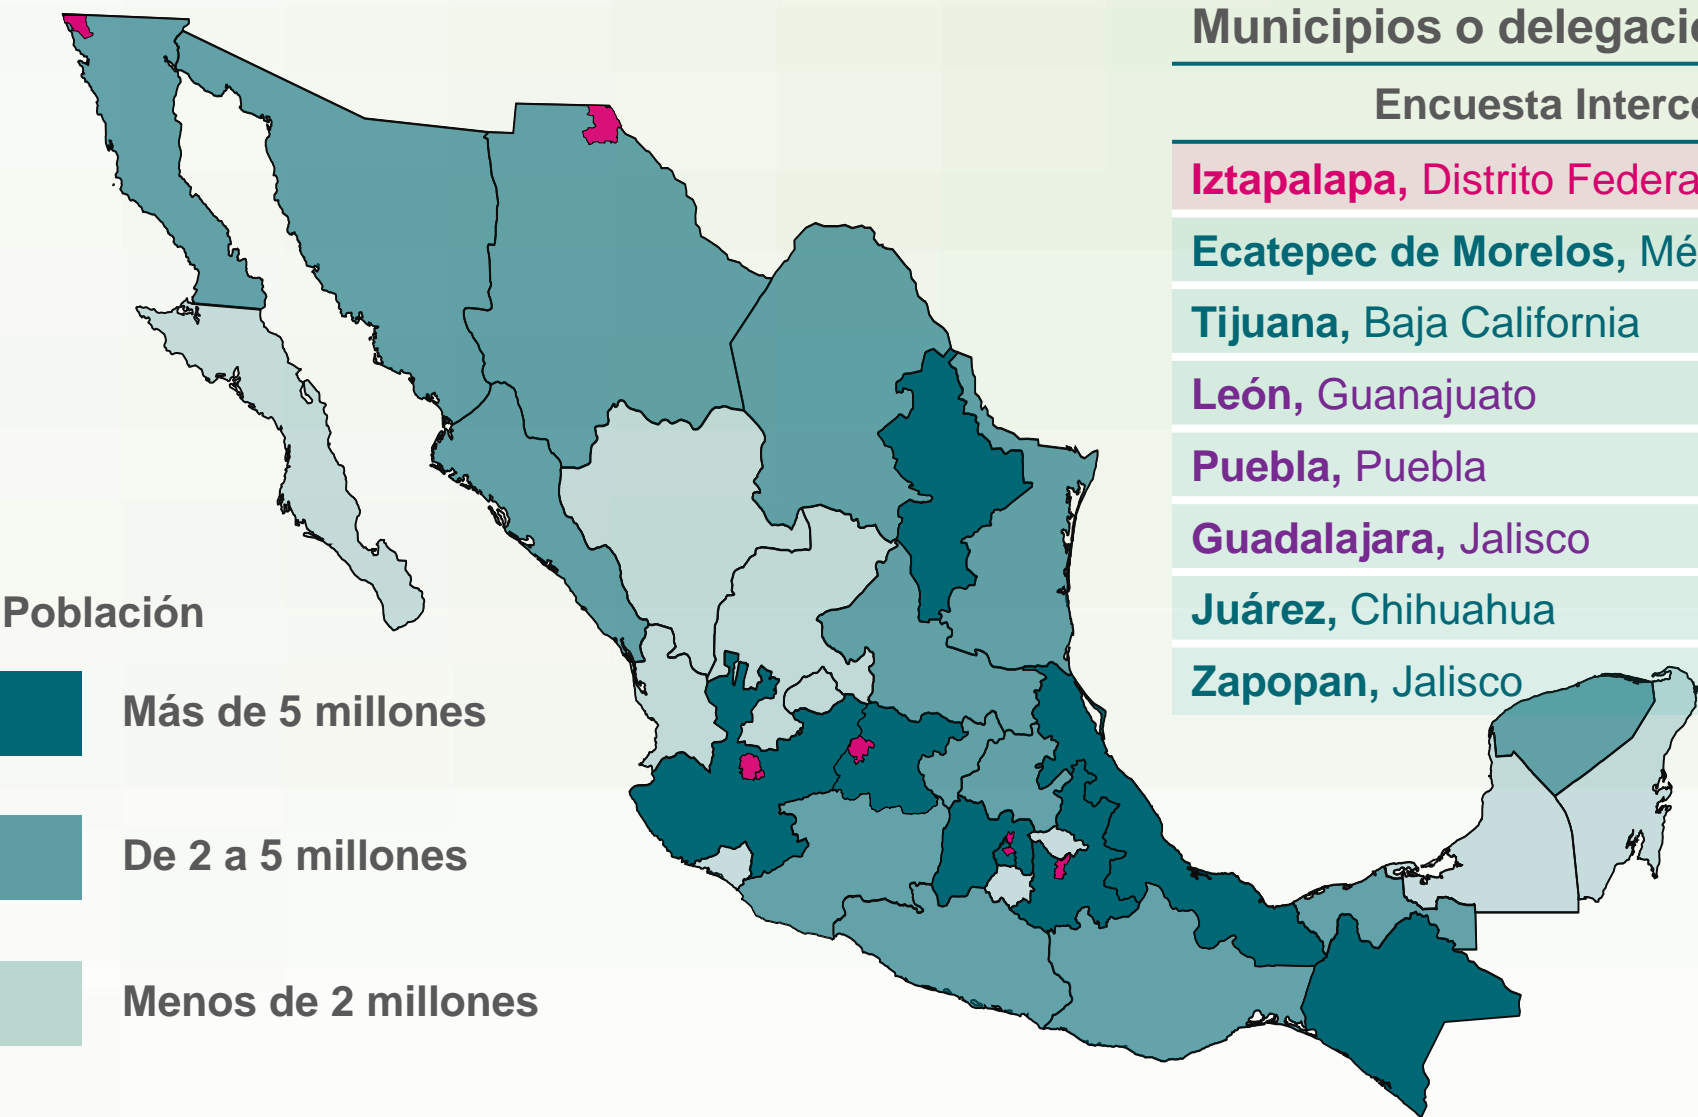 Municipios o delegacio
Encuesta Interce
Iztapalapa, Distrito Federa
Ecatepec de Morelos, Mé
Tijuana, Baja California
León, Guanajuato
Puebla, Puebla
Guadalajara, Jalisco
Juárez, Chihuahua
Zapopan, Jalisco
Población
Más de 5 millones
De 2 a 5 millones
Menos de 2 millones